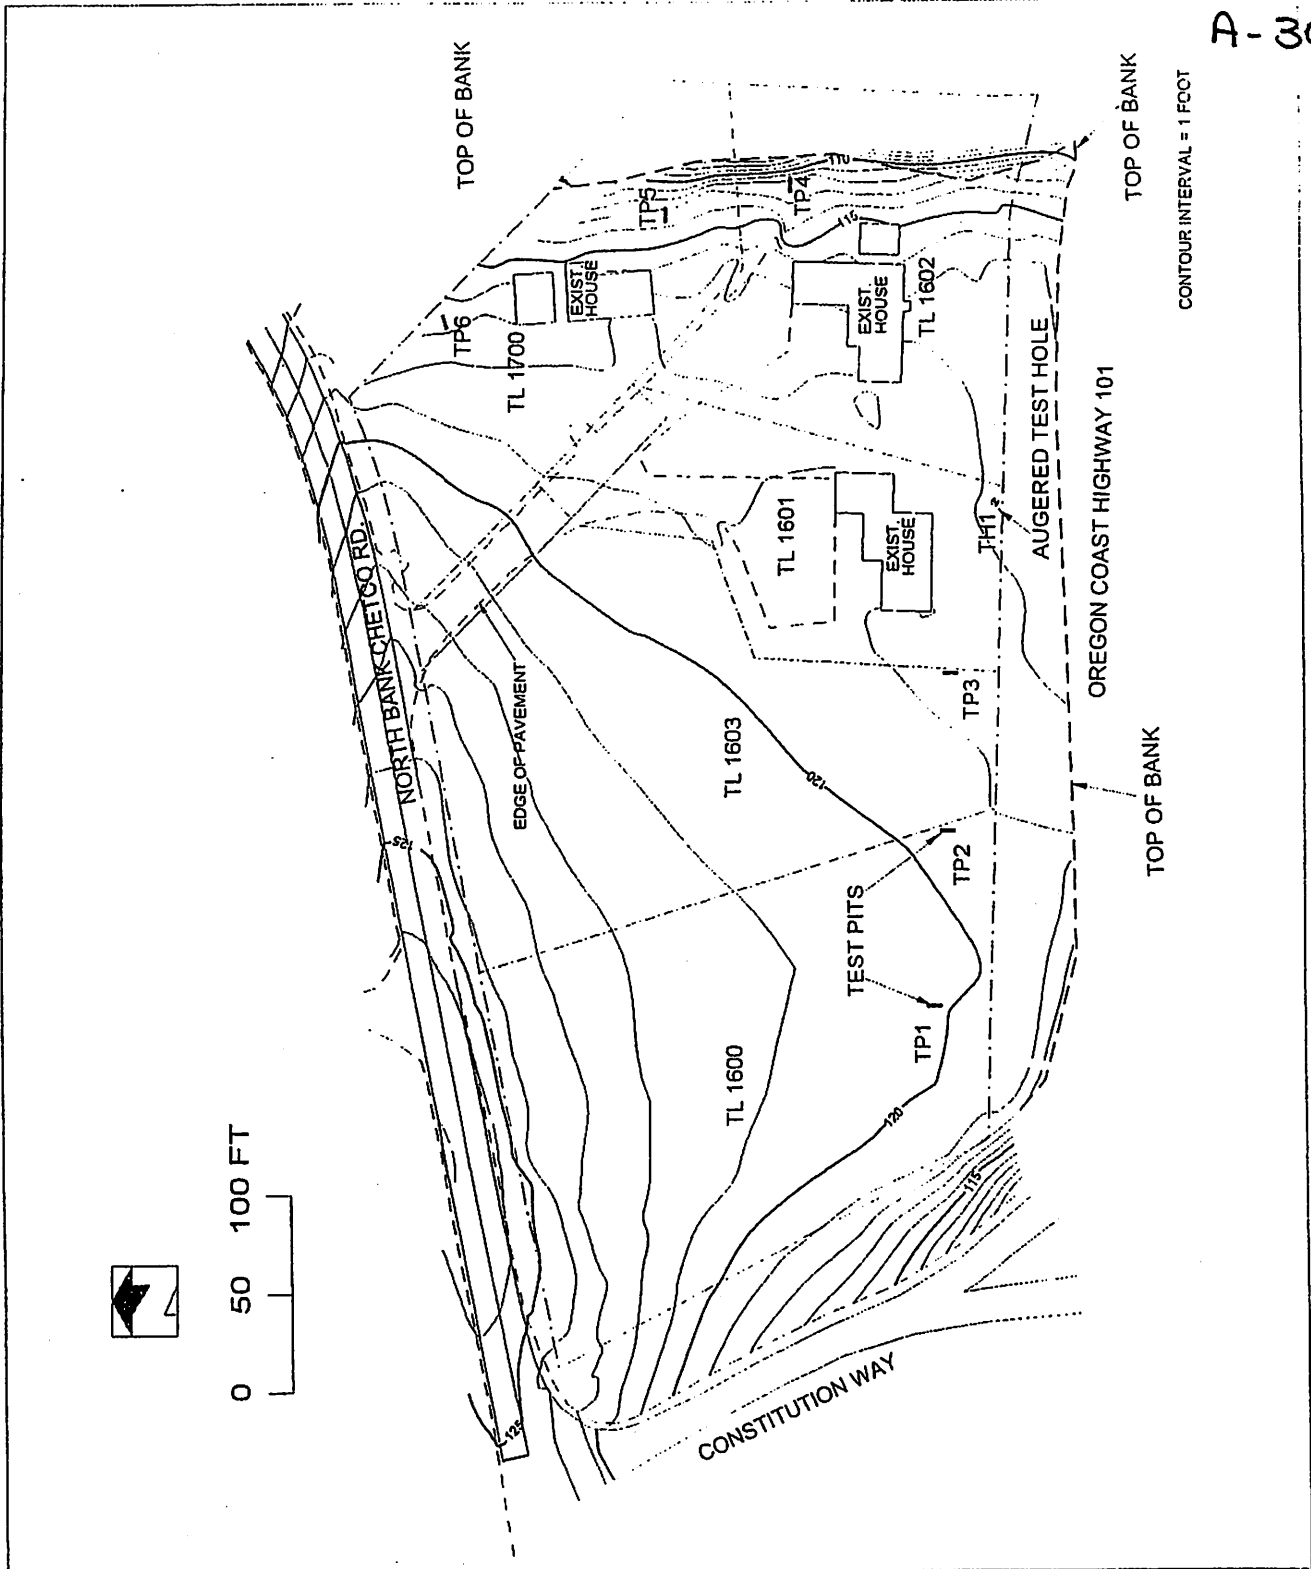 A-30
TOP OF BANK
TOP OF BANK
CONTOUR INTERVAL = 1 FOOT
110
TP5
TP4
115
EXIST.
HOUSE
TP6
TL 1700
EXIST.
HOUSE
TL 1602
AUGERED TEST HOLE
OREGON COAST HIGHWAY 101
TL 1601
EXIST.
HOUSE
TH1
NORTH BANK CHETCO RD.
EDGE OF PAVEMENT
TP3
TL 1603
120
TOP OF BANK
125
TP2
TEST PITS
TP1
TL 1600
120
115
0 50 100 FT
CONSTITUTION WAY
125